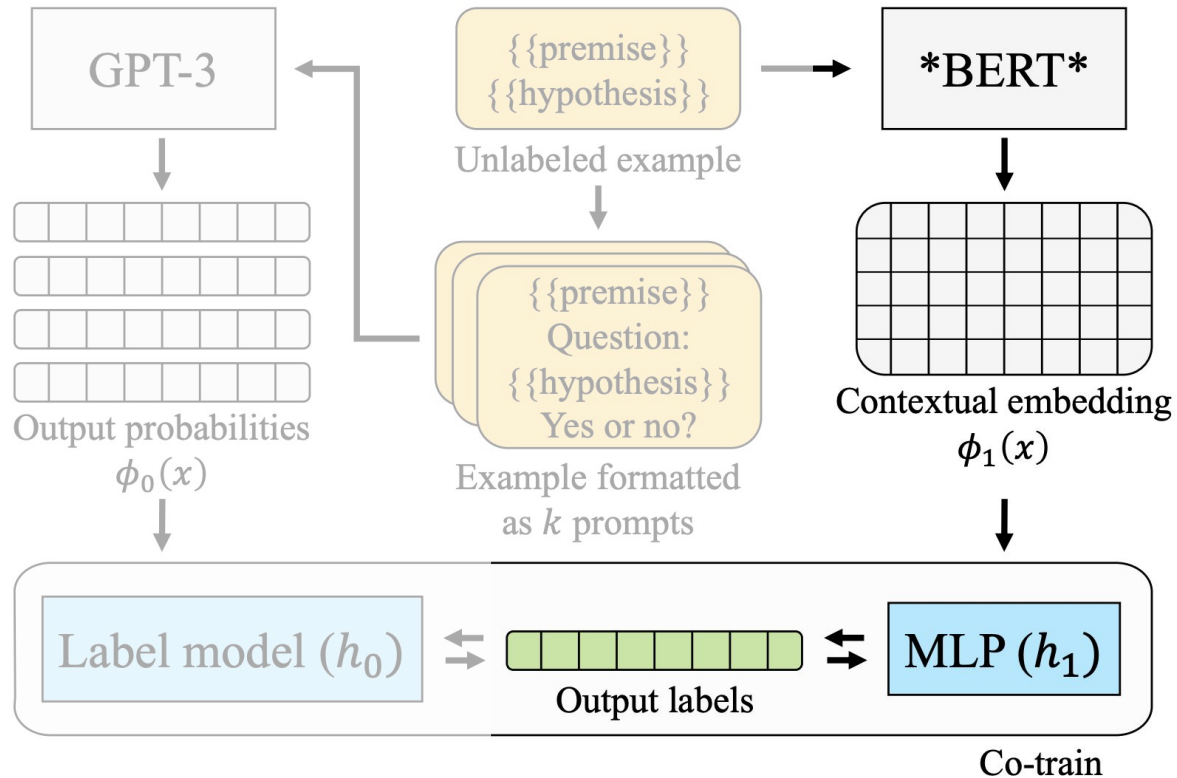 GPT-3
{{premise}}
{{hypothesis}}
*BERT*
Unlabeled example
{{premise}}
Question:
{{hypothesis}}
Yes or no?
Output probabilities
ϕ₀(x)
Example formatted
as k prompts
Contextual embedding
ϕ₁(x)
Label model (h₀)
Output labels
MLP (h₁)
Co-train